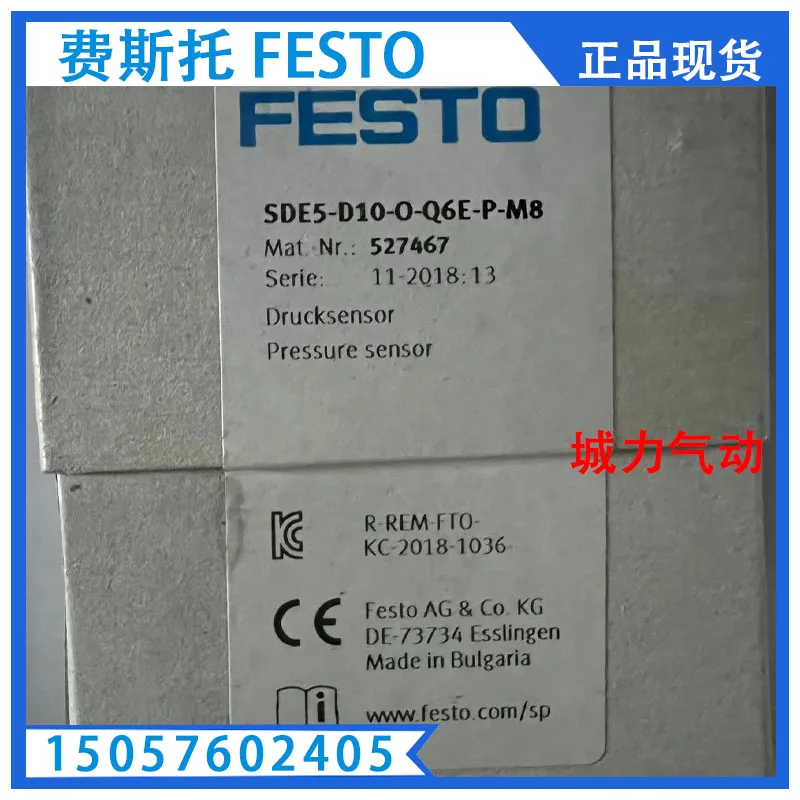 费斯托 FESTO
正品现货
FESTO
SDE5-D10-O-Q6E-P-M8
Mat. Nr.: 527467
Serie: 11-2018:13
Drucksensor
Pressure sensor
城力气动
R-REM-FTO-
KC-2018-1036
CE
Festo AG & Co. KG
DE-73734 Esslingen
Made in Bulgaria
i
www.festo.com/sp
15057602405